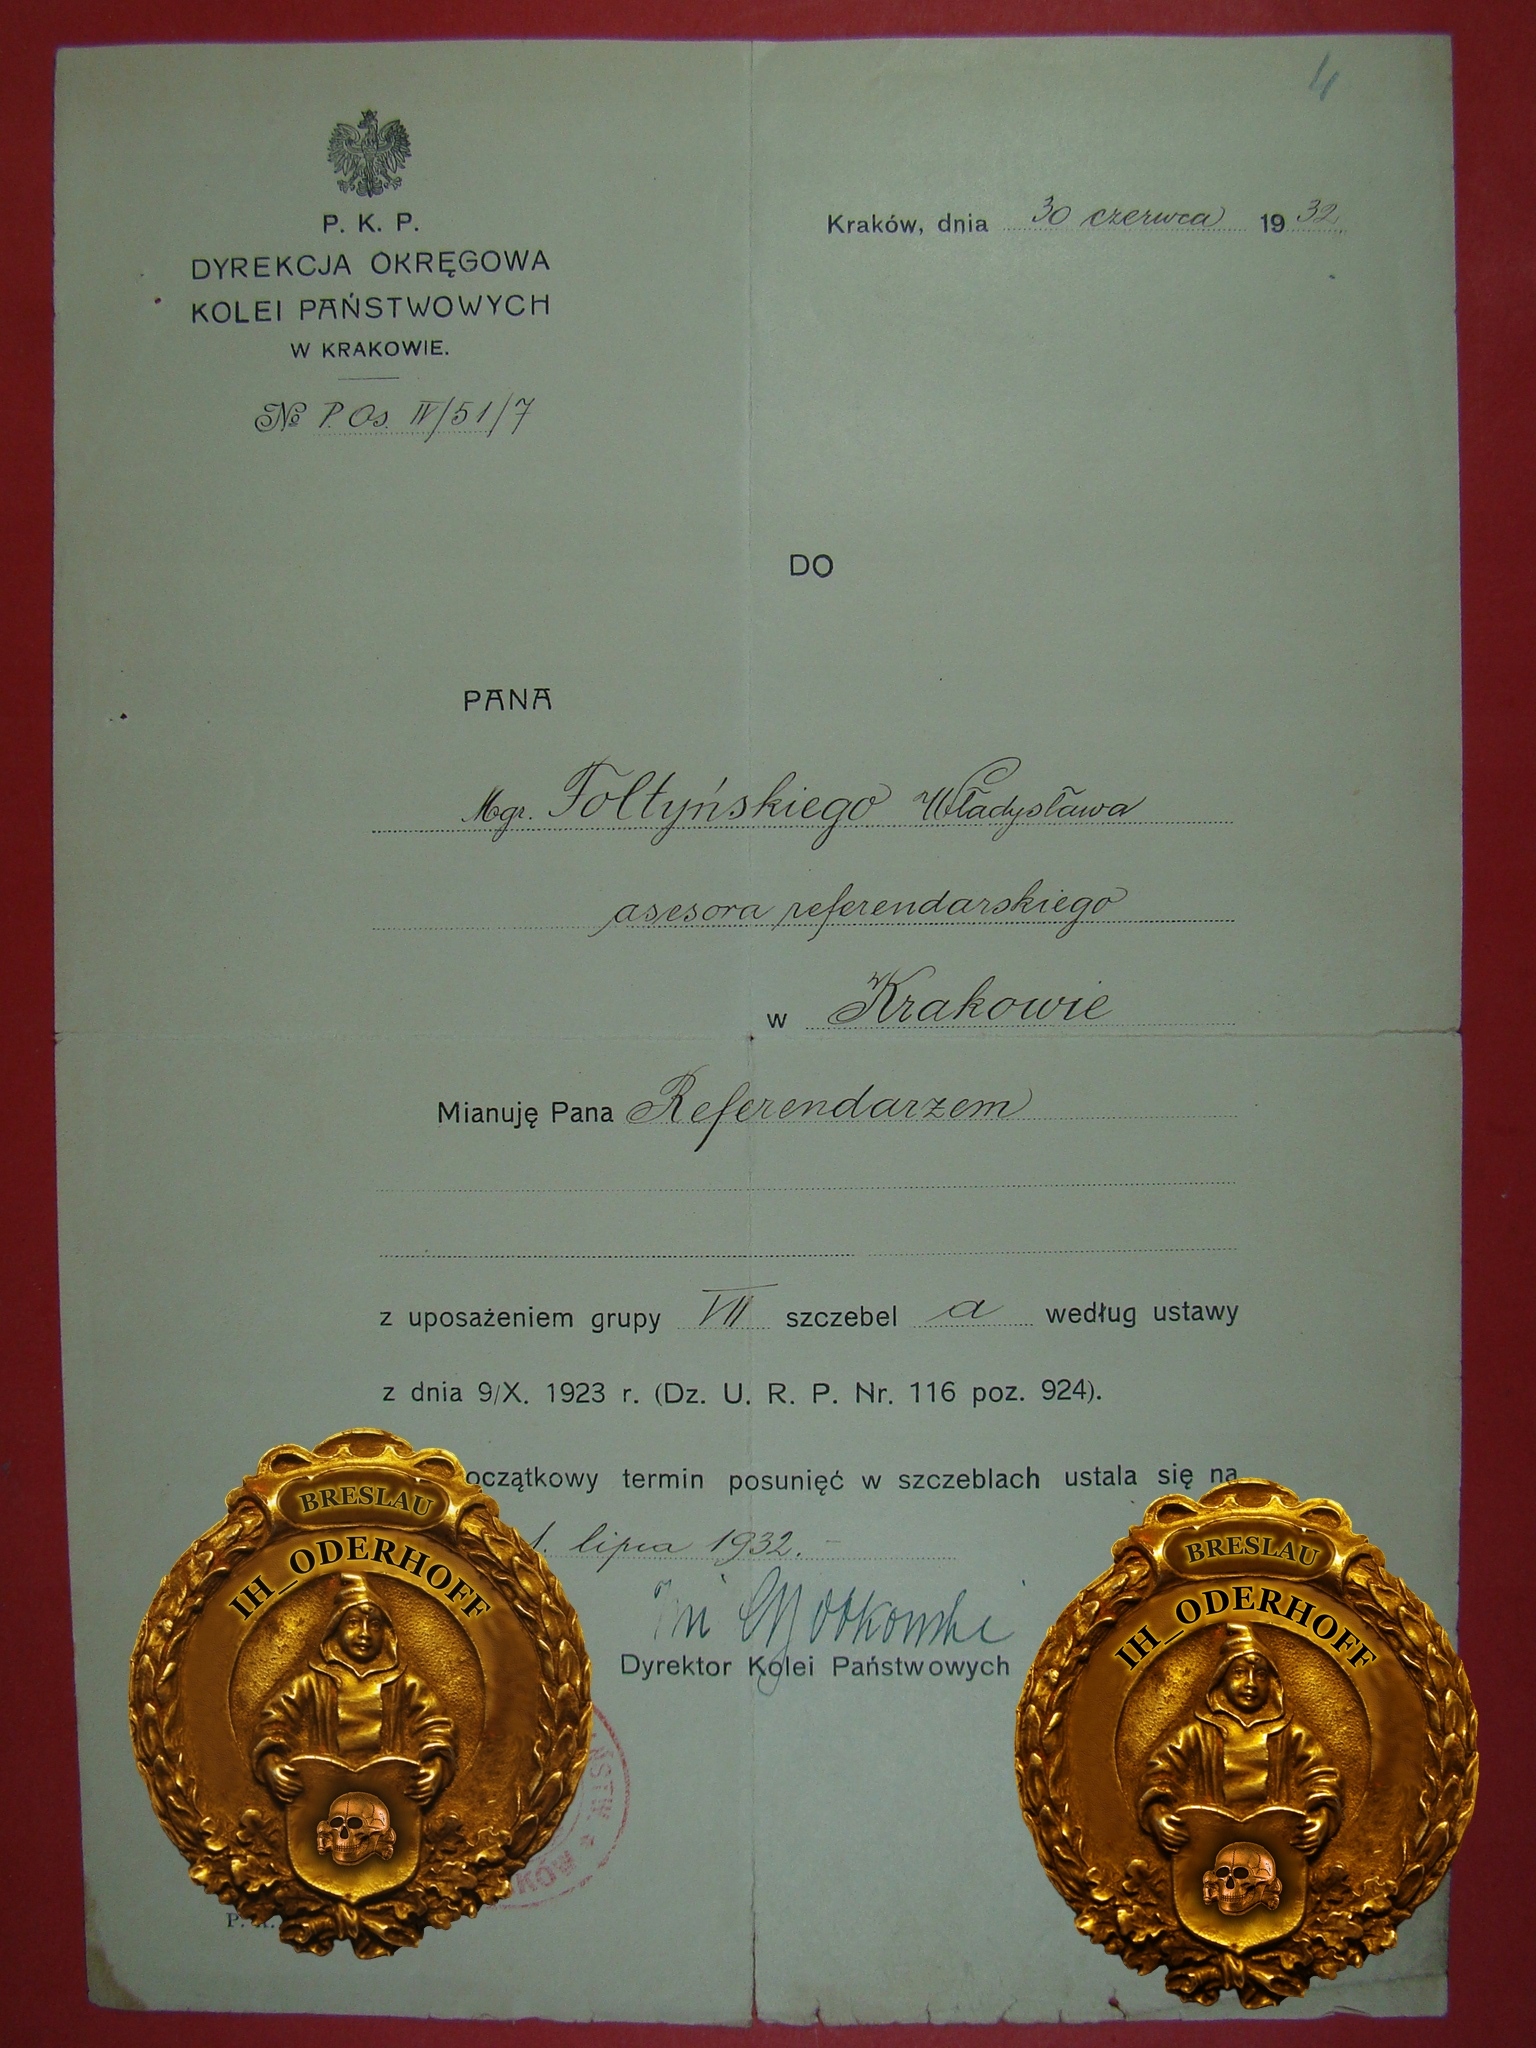 4
P. K. P.
DYREKCJA OKRĘGOWA
KOLEI PAŃSTWOWYCH
W KRAKOWIE.
№ P. Os. IV/51/7
Kraków, dnia 30 czerwca 1932
DO
PANA
Mgr. Foltyńskiego Władysława
asesora referendarskiego
w Krakowie
Mianuję Pana Referendarzem
z uposażeniem grupy VII szczebel a według ustawy
z dnia 9/X. 1923 r. (Dz. U. R. P. Nr. 116 poz. 924).
oczątkowy termin posunięć w szczeblach ustala się na
1. lipca 1932.-
Dyrektor Kolei Państwowych
BRESLAU
IH_ODERHOFF
BRESLAU
IH_ODERHOFF